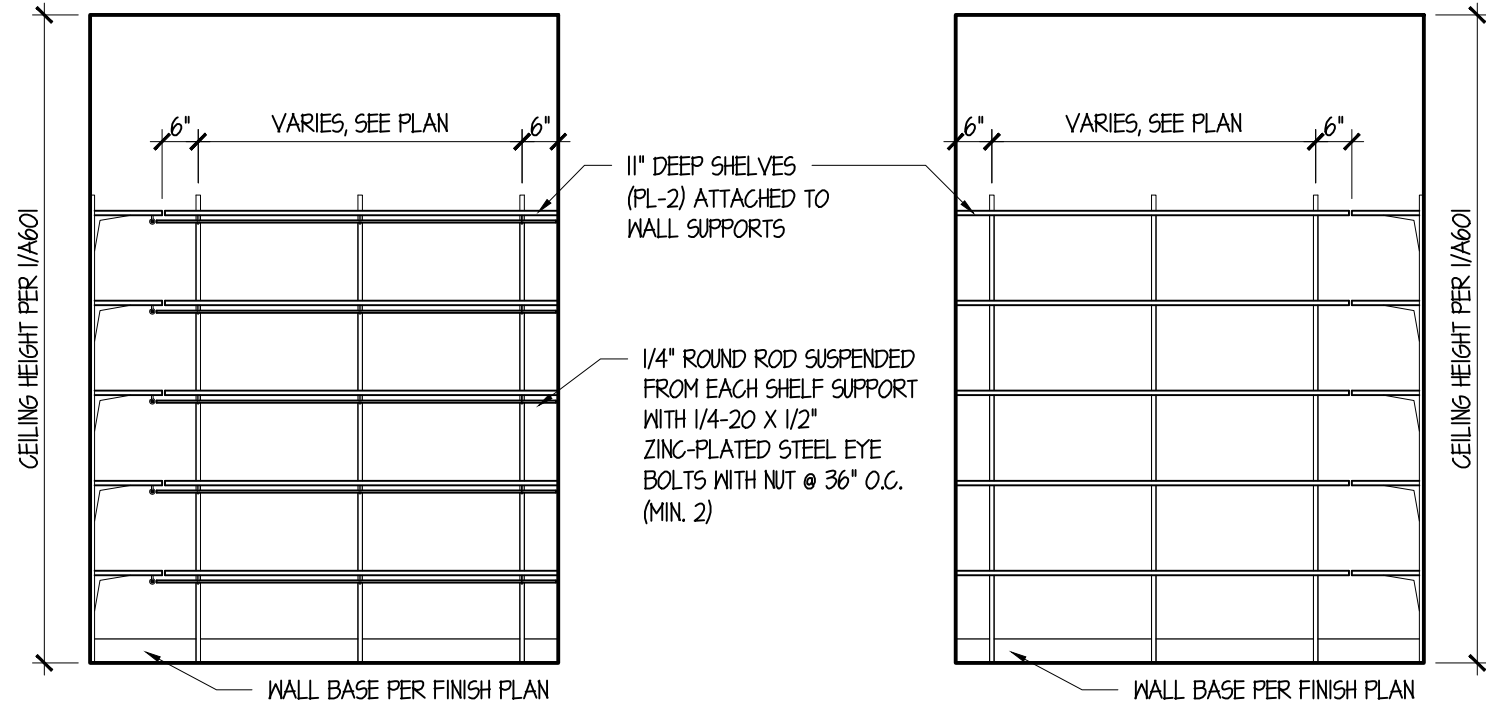 6"
VARIES, SEE PLAN
6"
6"
VARIES, SEE PLAN
6"
11" DEEP SHELVES
(PL-2) ATTACHED TO
WALL SUPPORTS
CEILING HEIGHT PER 1/A601
CEILING HEIGHT PER 1/A601
1/4" ROUND ROD SUSPENDED
FROM EACH SHELF SUPPORT
WITH 1/4-20 X 1/2"
ZINC-PLATED STEEL EYE
BOLTS WITH NUT @ 36" O.C.
(MIN. 2)
WALL BASE PER FINISH PLAN
WALL BASE PER FINISH PLAN